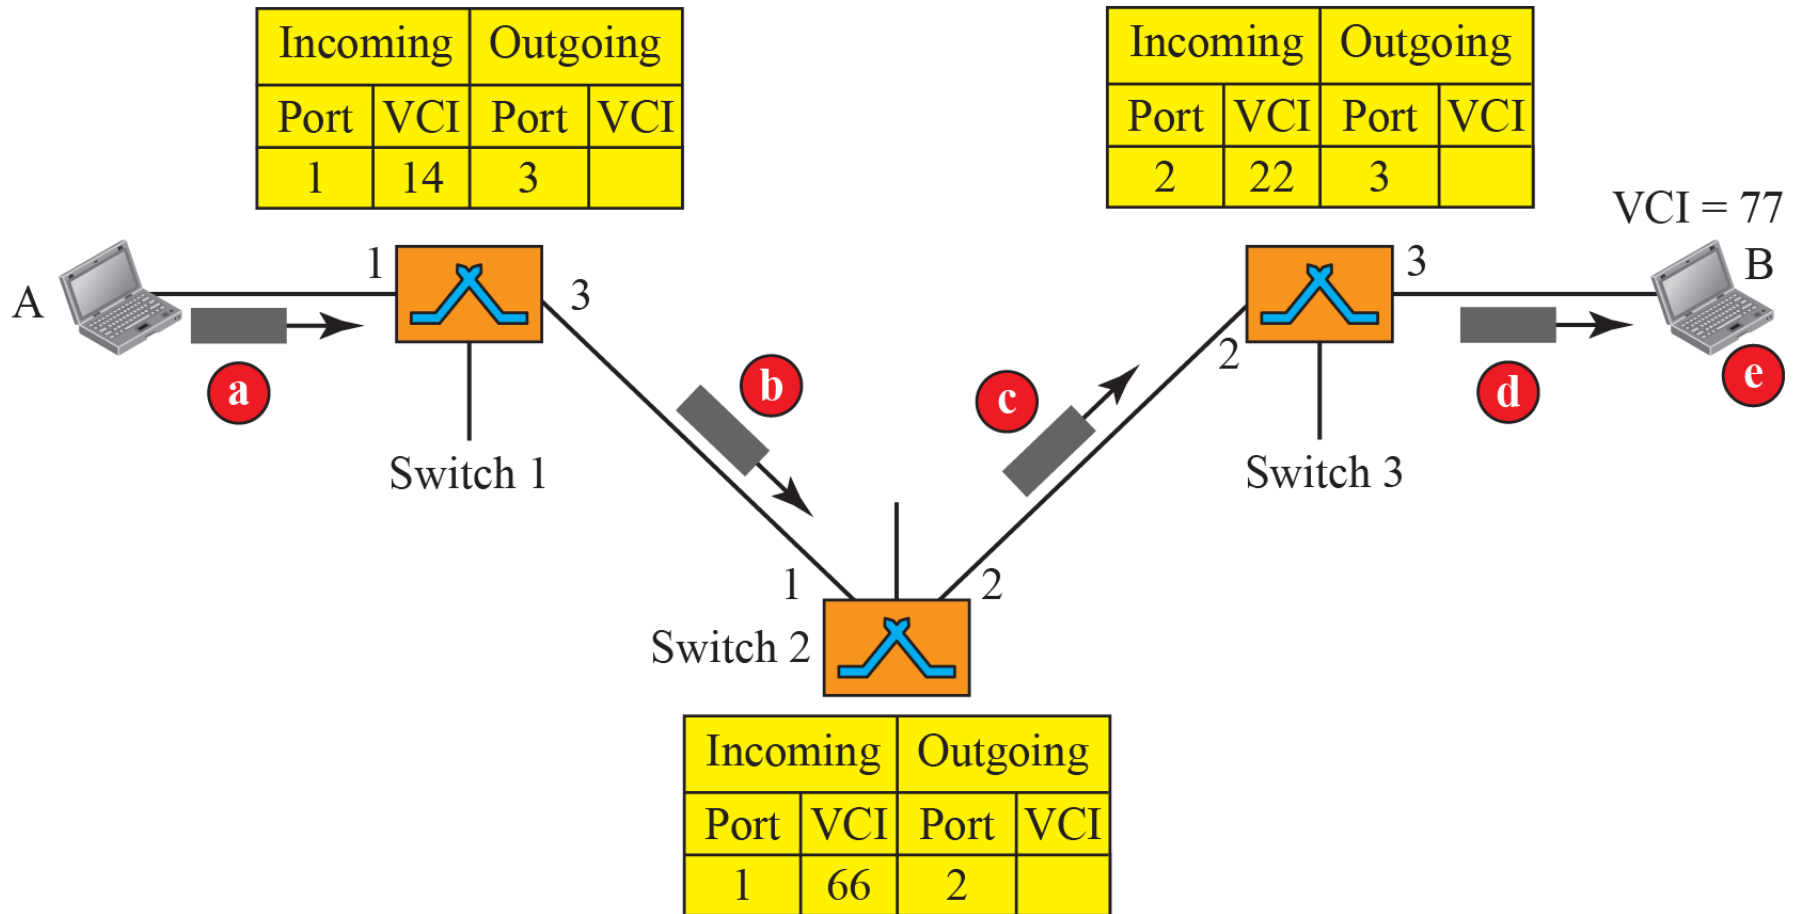 Incoming Outgoing
Port VCI Port VCI
1 14 3
Incoming Outgoing
Port VCI Port VCI
2 22 3
VCI = 77
A
1
3
a
b
Switch 1
c
2
3
B
d
e
Switch 3
1
2
Switch 2
Incoming Outgoing
Port VCI Port VCI
1 66 2